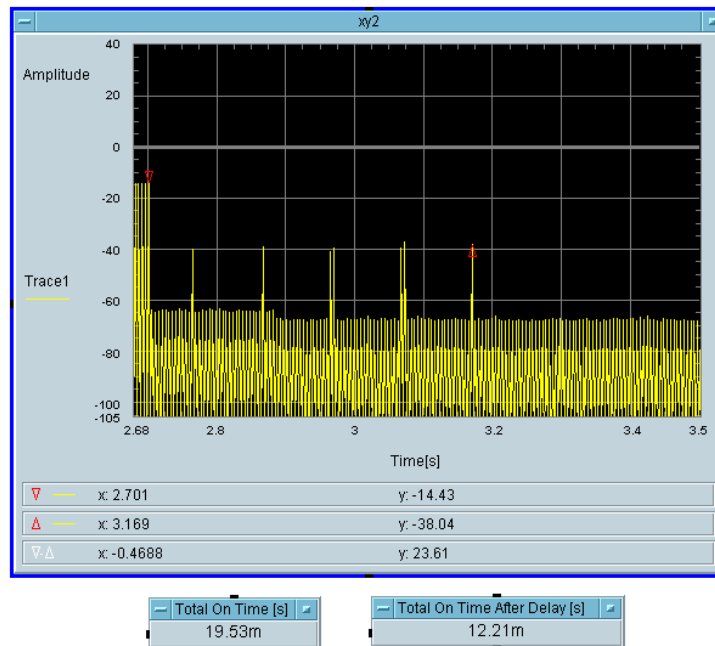 xy2
Amplitude
40
20
0
-20
-40
-60
-80
-100
-105
Trace1
2.68 2.8 3 3.2 3.4 3.5
Time[s]
x: 2.701 y: -14.43
x: 3.169 y: -38.04
x: -0.4688 y: 23.61
Total On Time [s]
19.53m
Total On Time After Delay [s]
12.21m